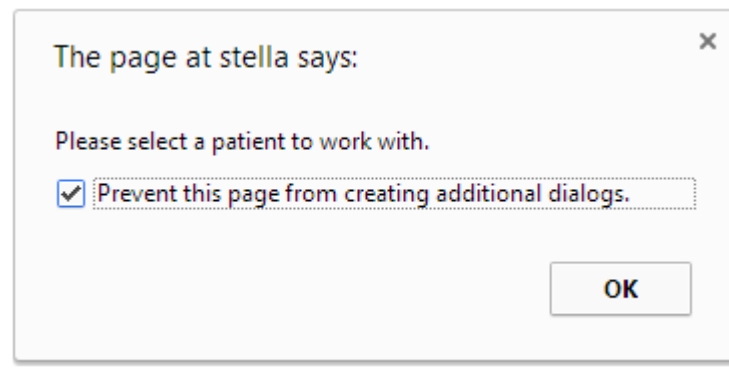 The page at stella says:
Please select a patient to work with.
Prevent this page from creating additional dialogs.
OK